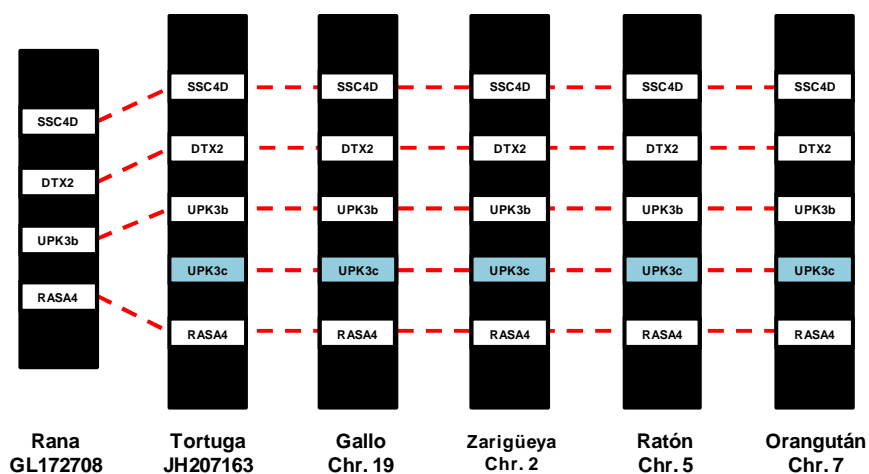 SSC4D SSC4D SSC4D SSC4D SSC4D SSC4D
DTX2 DTX2 DTX2 DTX2 DTX2 DTX2
UPK3b UPK3b UPK3b UPK3b UPK3b UPK3b
UPK3c UPK3c UPK3c UPK3c UPK3c
RASA4 RASA4 RASA4 RASA4 RASA4 RASA4
Rana Tortuga Gallo Zarigüeya Ratón Orangután
GL172708 JH207163 Chr. 19 Chr. 2 Chr. 5 Chr. 7